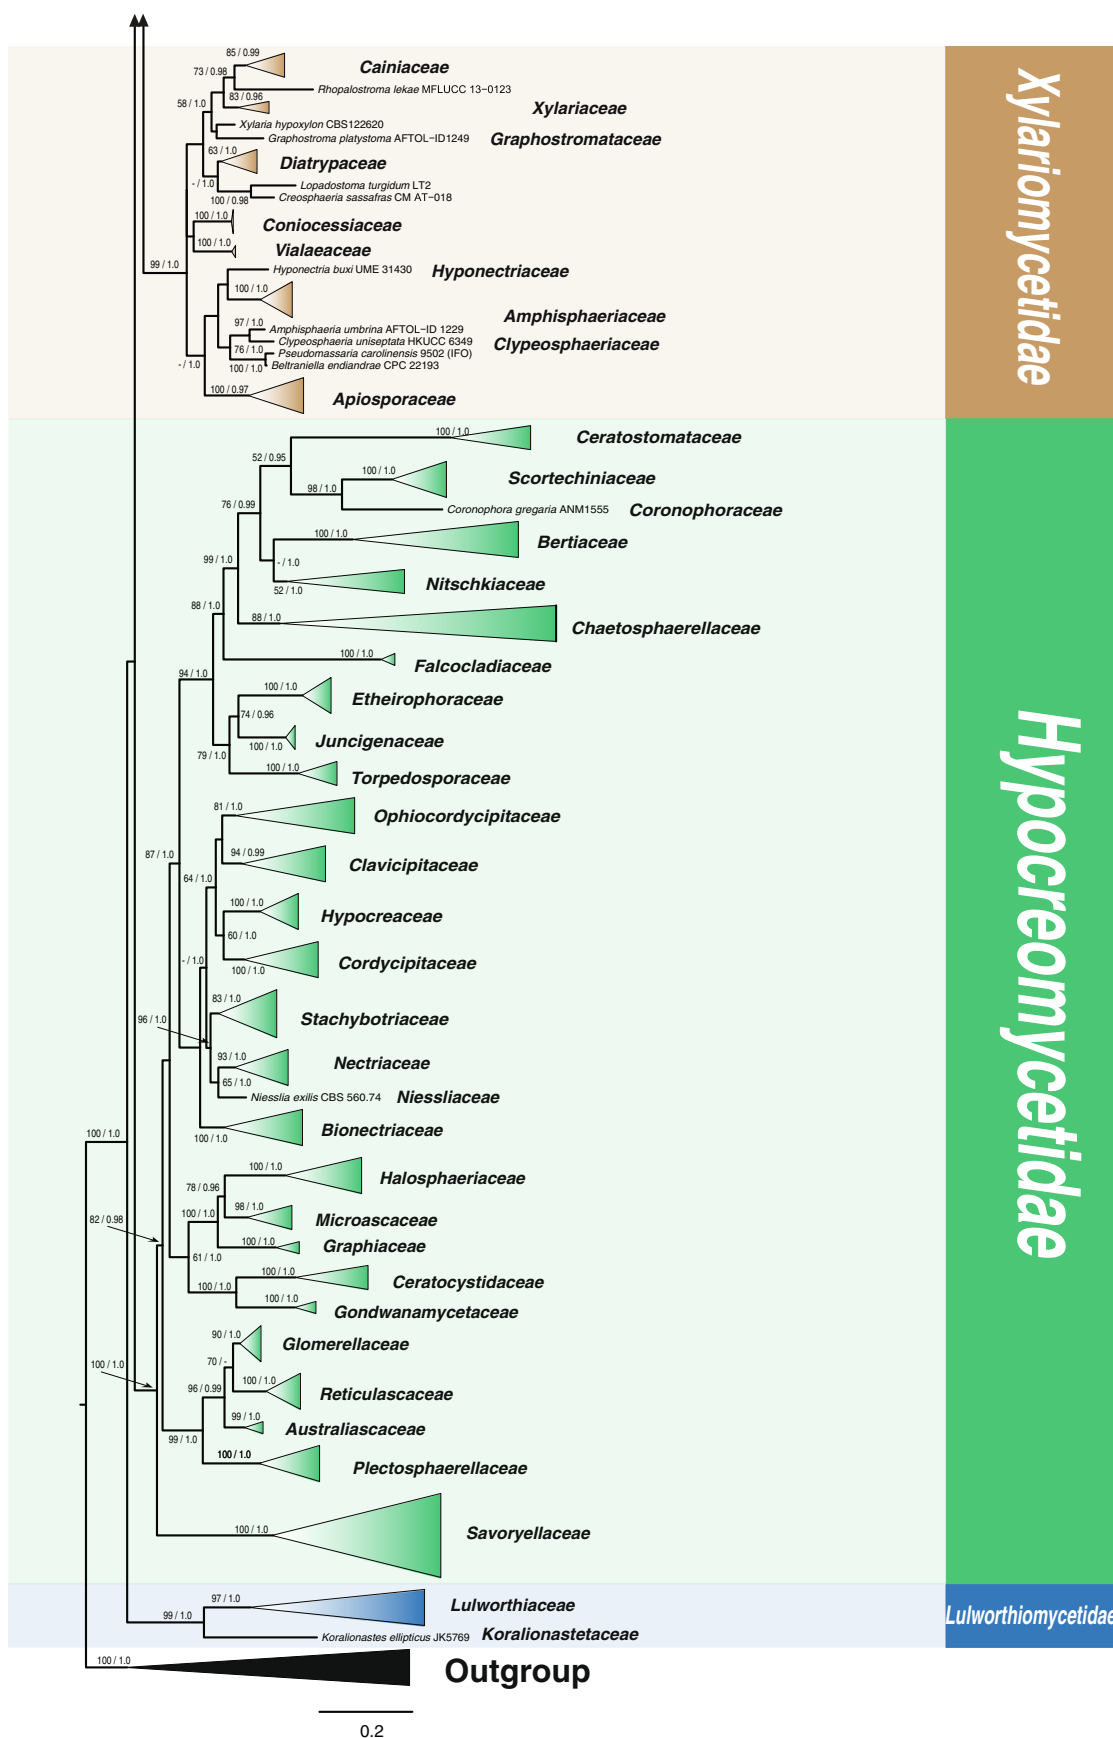 85 / 0.99
Cainiaceae
73 / 0.98
Rhopalostroma lekae MFLUCC 13−0123
83 / 0.96
58 / 1.0
Xylariaceae
Xylaria hypoxylon CBS122620
Graphostroma platystoma AFTOL−ID1249
Graphostromataceae
63 / 1.0
Diatrypaceae
- / 1.0
Lopadostoma turgidum LT2
Creosphaeria sassafras CM AT−018
100 / 0.98
100 / 1.0
Coniocessiaceae
100 / 1.0
Vialaeaceae
99 / 1.0
Hyponectria buxi UME 31430
Hyponectriaceae
100 / 1.0
Amphisphaeriaceae
97 / 1.0
Amphisphaeria umbrina AFTOL−ID 1229
Clypeosphaeria uniseptata HKUCC 6349
Clypeosphaeriaceae
76 / 1.0
Pseudomassaria carolinensis 9502 (IFO)
- / 1.0
100 / 1.0
Beltraniella endiandrae CPC 22193
100 / 0.97
Apiosporaceae
Xylariomycetidae
100 / 1.0
Ceratostomataceae
52 / 0.95
100 / 1.0
Scortechiniaceae
98 / 1.0
Coronophora gregaria ANM1555
Coronophoraceae
76 / 0.99
100 / 1.0
Bertiaceae
99 / 1.0
- / 1.0
52 / 1.0
Nitschkiaceae
88 / 1.0
88 / 1.0
Chaetosphaerellaceae
100 / 1.0
Falcocladiaceae
94 / 1.0
100 / 1.0
Etheirophoraceae
74 / 0.96
100 / 1.0
Juncigenaceae
79 / 1.0
100 / 1.0
Torpedosporaceae
81 / 1.0
Ophiocordycipitaceae
87 / 1.0
94 / 0.99
Clavicipitaceae
64 / 1.0
100 / 1.0
Hypocreaceae
60 / 1.0
- / 1.0
100 / 1.0
Cordycipitaceae
83 / 1.0
Stachybotriaceae
96 / 1.0
93 / 1.0
Nectriaceae
65 / 1.0
Niesslia exilis CBS 560.74
Niessliaceae
100 / 1.0
Bionectriaceae
100 / 1.0
100 / 1.0
Halosphaeriaceae
78 / 0.96
98 / 1.0
Microascaceae
100 / 1.0
82 / 0.98
100 / 1.0
Graphiaceae
61 / 1.0
100 / 1.0
Ceratocystidaceae
100 / 1.0
100 / 1.0
Gondwanamycetaceae
90 / 1.0
Glomerellaceae
70 / -
100 / 1.0
100 / 1.0
Reticulascaceae
96 / 0.99
99 / 1.0
Australiascaceae
99 / 1.0
100 / 1.0
Plectosphaerellaceae
100 / 1.0
Savoryellaceae
Hypocreomycetidae
97 / 1.0
Lulworthiaceae
99 / 1.0
Koralionastes ellipticus JK5769
Koralionastetaceae
Lulworthiomycetidae
100 / 1.0
Outgroup
0.2